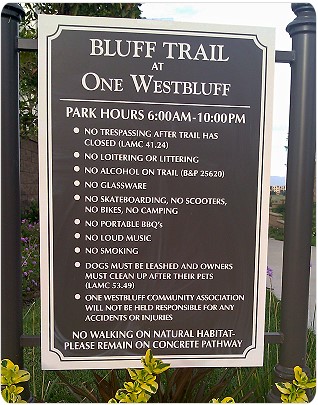 BLUFF TRAIL
AT
ONE WESTBLUFF
PARK HOURS 6:00AM-10:00PM
• NO TRESPASSING AFTER TRAIL HAS
CLOSED (LAMC 41.24)
• NO LOITERING OR LITTERING
• NO ALCOHOL ON TRAIL (B&P 25620)
• NO GLASSWARE
• NO SKATEBOARDING, NO SCOOTERS,
NO BIKES, NO CAMPING
• NO PORTABLE BBQ's
• NO LOUD MUSIC
• NO SMOKING
• DOGS MUST BE LEASHED AND OWNERS
MUST CLEAN UP AFTER THEIR PETS
(LAMC 53.49)
• ONE WESTBLUFF COMMUNITY ASSOCIATION
WILL NOT BE HELD RESPONSIBLE FOR ANY
ACCIDENTS OR INJURIES
NO WALKING ON NATURAL HABITAT-
PLEASE REMAIN ON CONCRETE PATHWAY